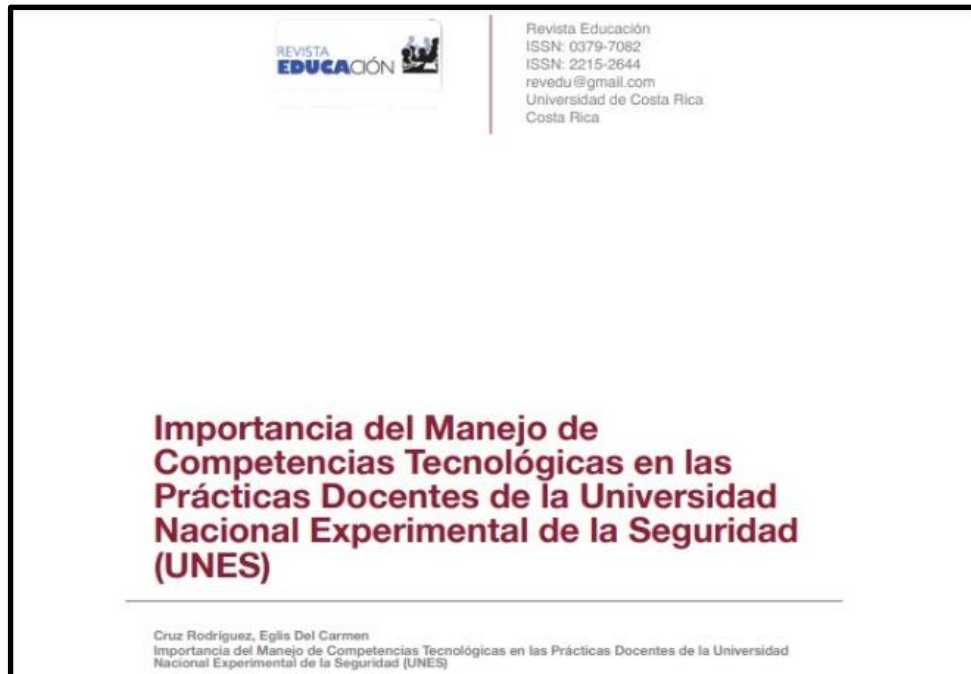 REVISTA
EDUCACIÓN
Revista Educación
ISSN: 0379-7082
ISSN: 2215-2644
revedu@gmail.com
Universidad de Costa Rica
Costa Rica
Importancia del Manejo de
Competencias Tecnológicas en las
Prácticas Docentes de la Universidad
Nacional Experimental de la Seguridad
(UNES)
Cruz Rodríguez, Eglis Del Carmen
Importancia del Manejo de Competencias Tecnológicas en las Prácticas Docentes de la Universidad
Nacional Experimental de la Seguridad (UNES)